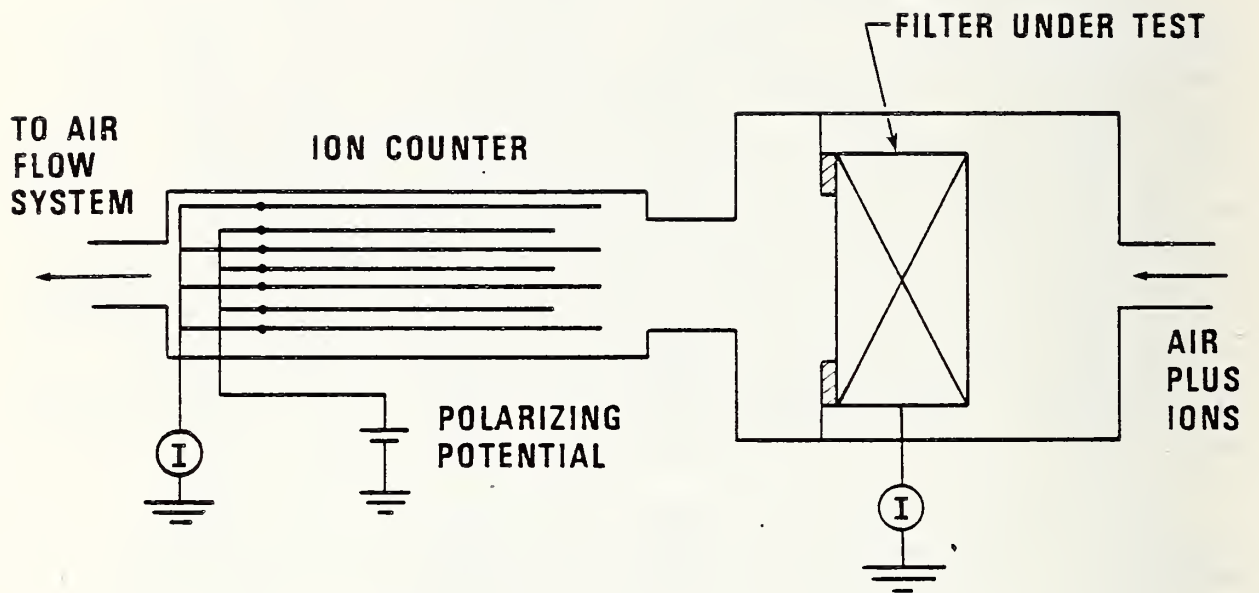 FILTER UNDER TEST
TO AIR
FLOW
SYSTEM
ION COUNTER
AIR
PLUS
IONS
POLARIZING
POTENTIAL
I
I